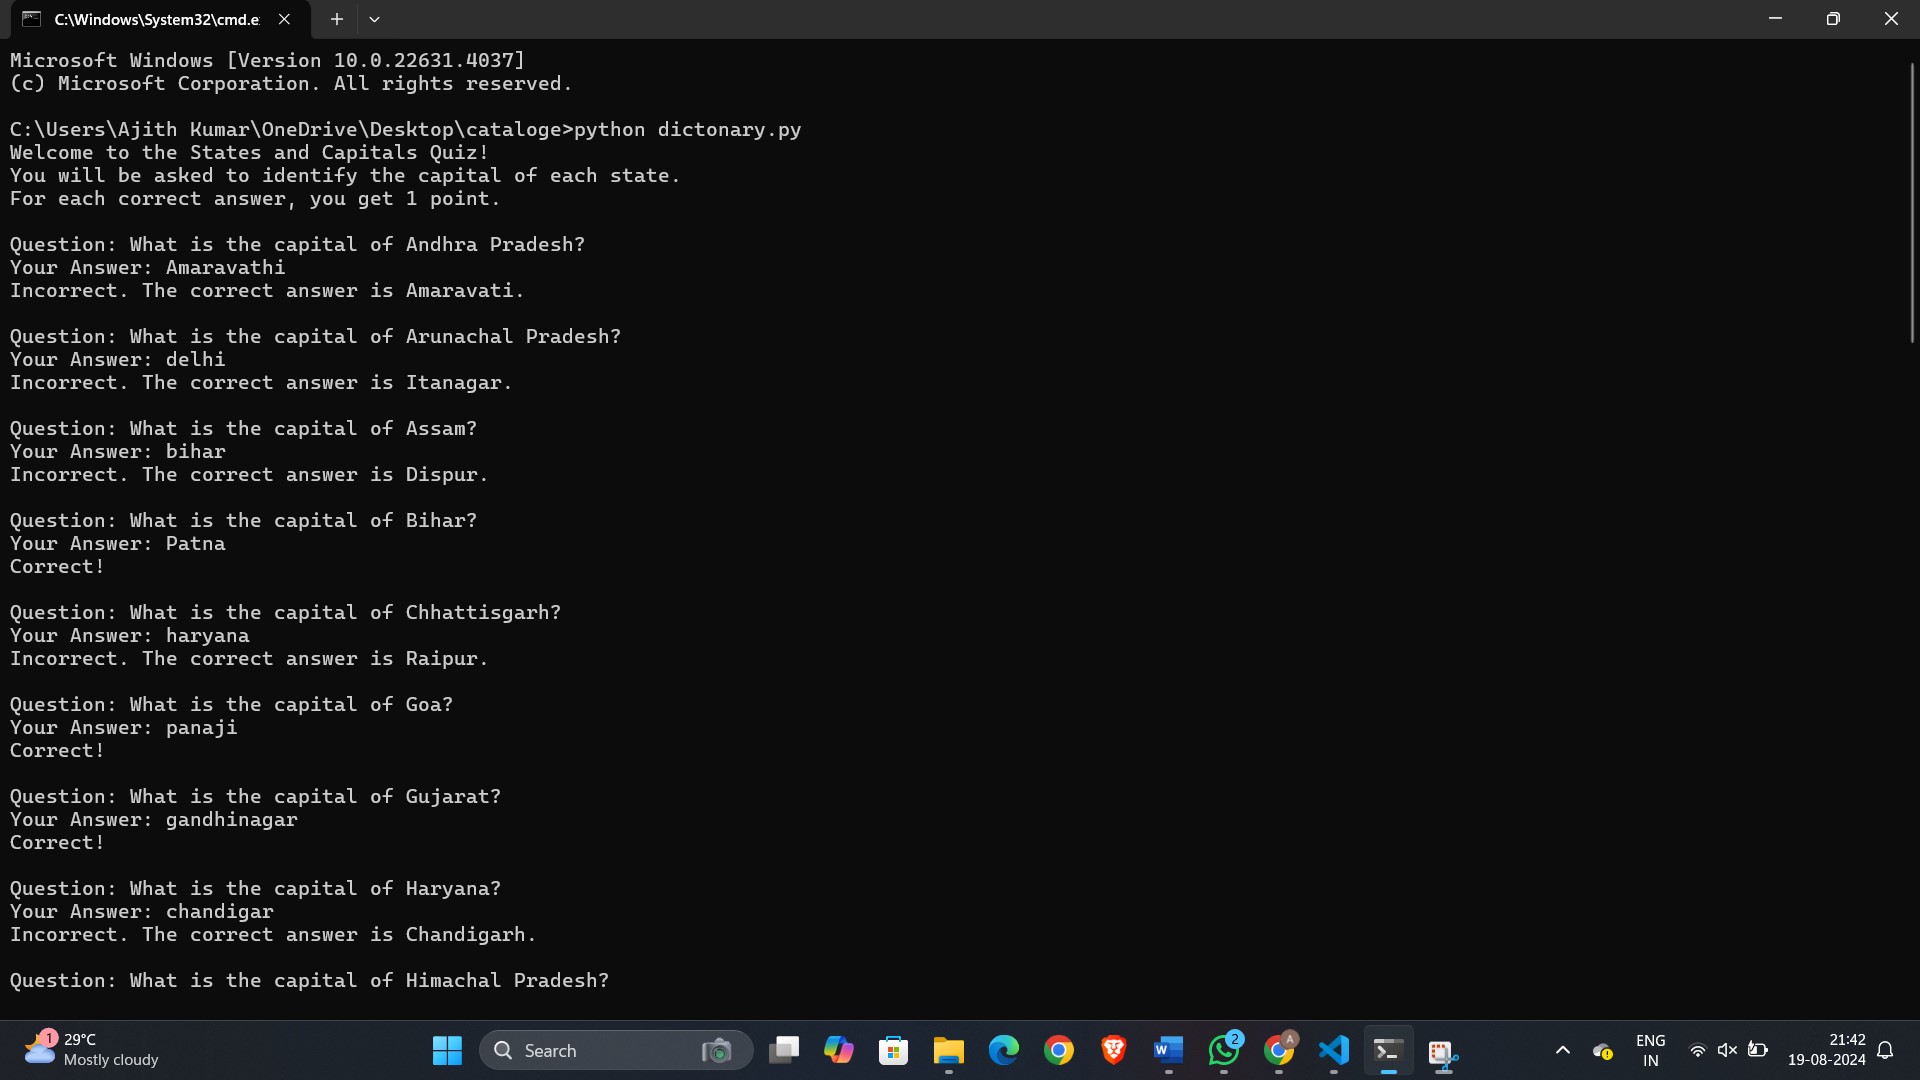 C:\Windows\System32\cmd.e
Microsoft Windows [Version 10.0.22631.4037]
(c) Microsoft Corporation. All rights reserved.
C:\Users\Ajith Kumar\OneDrive\Desktop\cataloge>python dictonary.py
Welcome to the States and Capitals Quiz!
You will be asked to identify the capital of each state.
For each correct answer, you get 1 point.
Question: What is the capital of Andhra Pradesh?
Your Answer: Amaravathi
Incorrect. The correct answer is Amaravati.
Question: What is the capital of Arunachal Pradesh?
Your Answer: delhi
Incorrect. The correct answer is Itanagar.
Question: What is the capital of Assam?
Your Answer: bihar
Incorrect. The correct answer is Dispur.
Question: What is the capital of Bihar?
Your Answer: Patna
Correct!
Question: What is the capital of Chhattisgarh?
Your Answer: haryana
Incorrect. The correct answer is Raipur.
Question: What is the capital of Goa?
Your Answer: panaji
Correct!
Question: What is the capital of Gujarat?
Your Answer: gandhinagar
Correct!
Question: What is the capital of Haryana?
Your Answer: chandigar
Incorrect. The correct answer is Chandigarh.
Question: What is the capital of Himachal Pradesh?
1
29°C
Mostly cloudy
Search
W
2
A
ENG
IN
21:42
19-08-2024